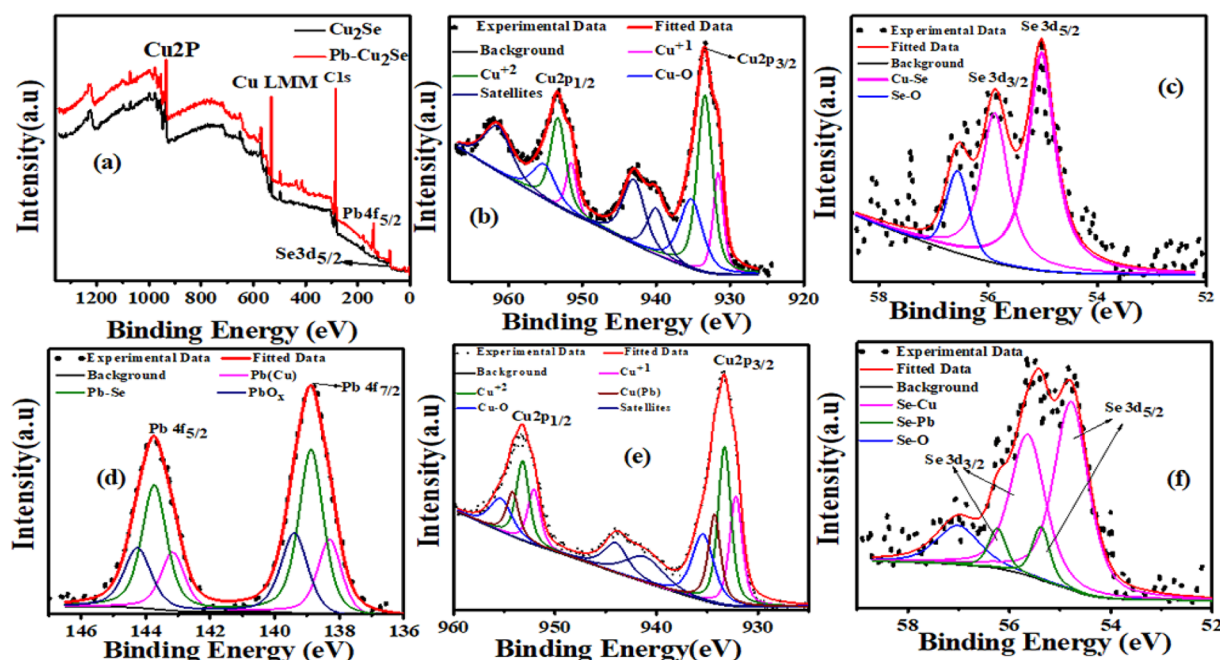 Cu2Se
Pb-Cu2Se
Cu2P
Cu LMM
C1s
Pb4f5/2
Se3d5/2
(a)
Intensity(a.u)
1200 1000 800 600 400 200 0
Binding Energy (eV)
Experimental Data
Fitted Data
Background
Cu+1
Cu+2
Cu-O
Satellites
Cu2p1/2
Cu2p3/2
(b)
Intensity(a.u)
960 950 940 930 920
Binding Energy (eV)
Experimental Data
Fitted Data
Background
Cu-Se
Se-O
Se 3d5/2
Se 3d3/2
(c)
Intensity(a.u)
58 56 54 52
Binding Energy (eV)
Experimental Data
Fitted Data
Background
Pb(Cu)
Pb-Se
PbOx
Pb 4f7/2
Pb 4f5/2
(d)
Intensity(a.u)
146 144 142 140 138 136
Binding Energy (eV)
Experimental Data
Fitted Data
Background
Cu+1
Cu+2
Cu(Pb)
Cu-O
Satellites
Cu2p3/2
Cu2p1/2
(e)
Intensity(a.u)
960 950 940 930
Binding Energy(eV)
Experimental Data
Fitted Data
Background
Se-Cu
Se-Pb
Se-O
Se 3d5/2
Se 3d3/2
(f)
Intensity(a.u)
58 56 54 52
Binding Energy (eV)